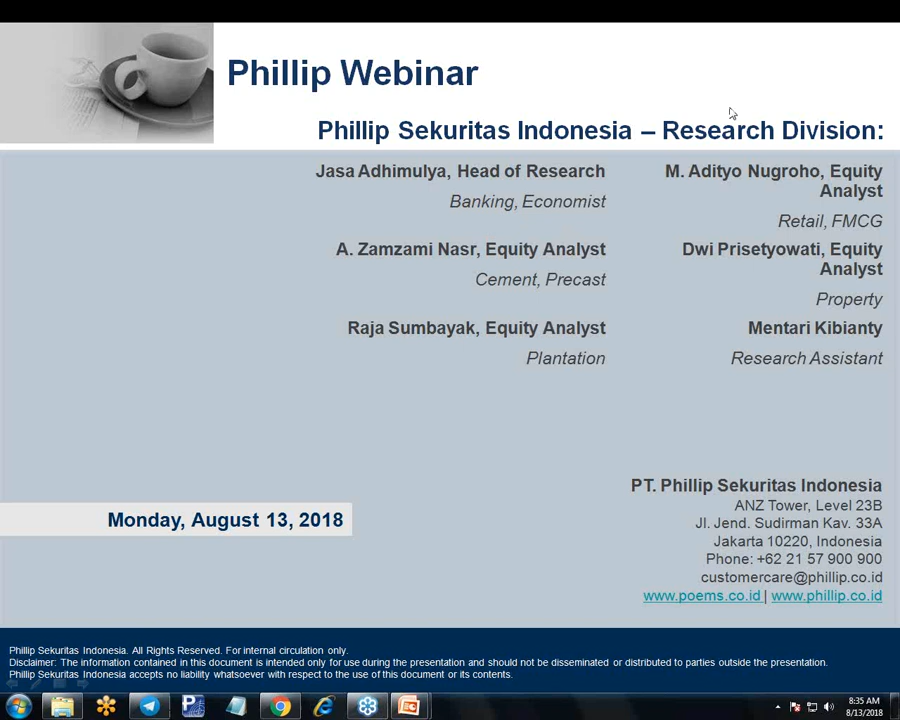 Phillip Webinar
Phillip Sekuritas Indonesia – Research Division:
Jasa Adhimulya, Head of Research
Banking, Economist
A. Zamzami Nasr, Equity Analyst
Cement, Precast
Raja Sumbayak, Equity Analyst
Plantation
M. Adityo Nugroho, Equity
Analyst
Retail, FMCG
Dwi Prisetyowati, Equity
Analyst
Property
Mentari Kibianty
Research Assistant
Monday, August 13, 2018
PT. Phillip Sekuritas Indonesia
ANZ Tower, Level 23B
Jl. Jend. Sudirman Kav. 33A
Jakarta 10220, Indonesia
Phone: +62 21 57 900 900
customercare@phillip.co.id
www.poems.co.id | www.phillip.co.id
Phillip Sekuritas Indonesia. All Rights Reserved. For internal circulation only.
Disclaimer: The information contained in this document is intended only for use during the presentation and should not be disseminated or distributed to parties outside the presentation.
Phillip Sekuritas Indonesia accepts no liability whatsoever with respect to the use of this document or its contents.
8:35 AM
8/13/2018